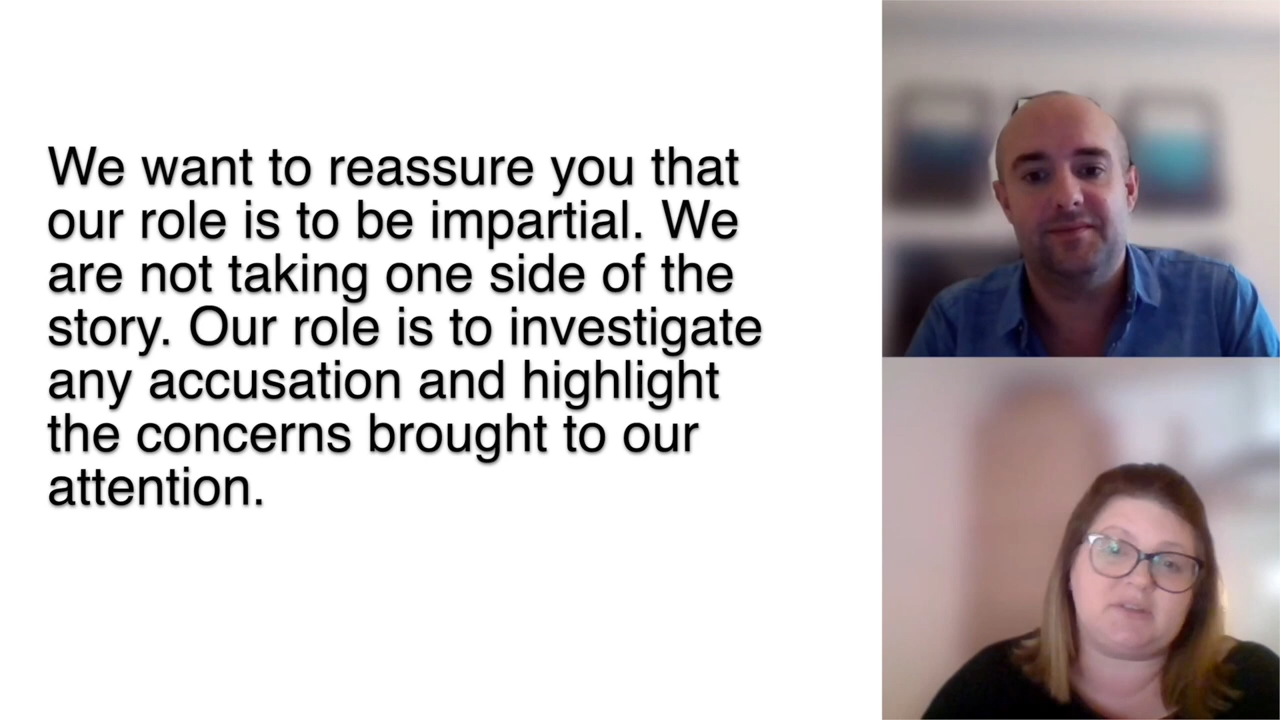 We want to reassure you that
our role is to be impartial. We
are not taking one side of the
story. Our role is to investigate
any accusation and highlight
the concerns brought to our
attention.